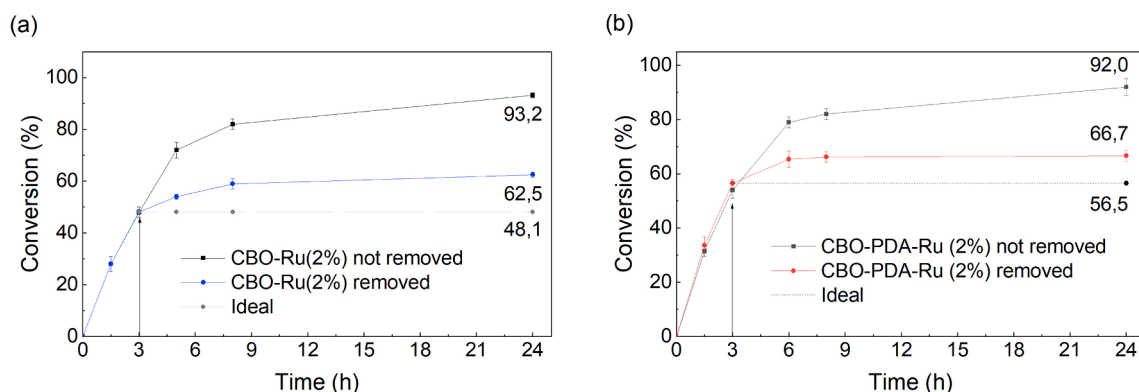 (a)
Conversion (%)
100
80
60
40
20
0
93,2
62,5
48,1
CBO-Ru(2%) not removed
CBO-Ru(2%) removed
Ideal
0 3 6 9 12 15 18 21 24
Time (h)
(b)
Conversion (%)
100
80
60
40
20
0
92,0
66,7
56,5
CBO-PDA-Ru (2%) not removed
CBO-PDA-Ru (2%) removed
Ideal
0 3 6 9 12 15 18 21 24
Time (h)